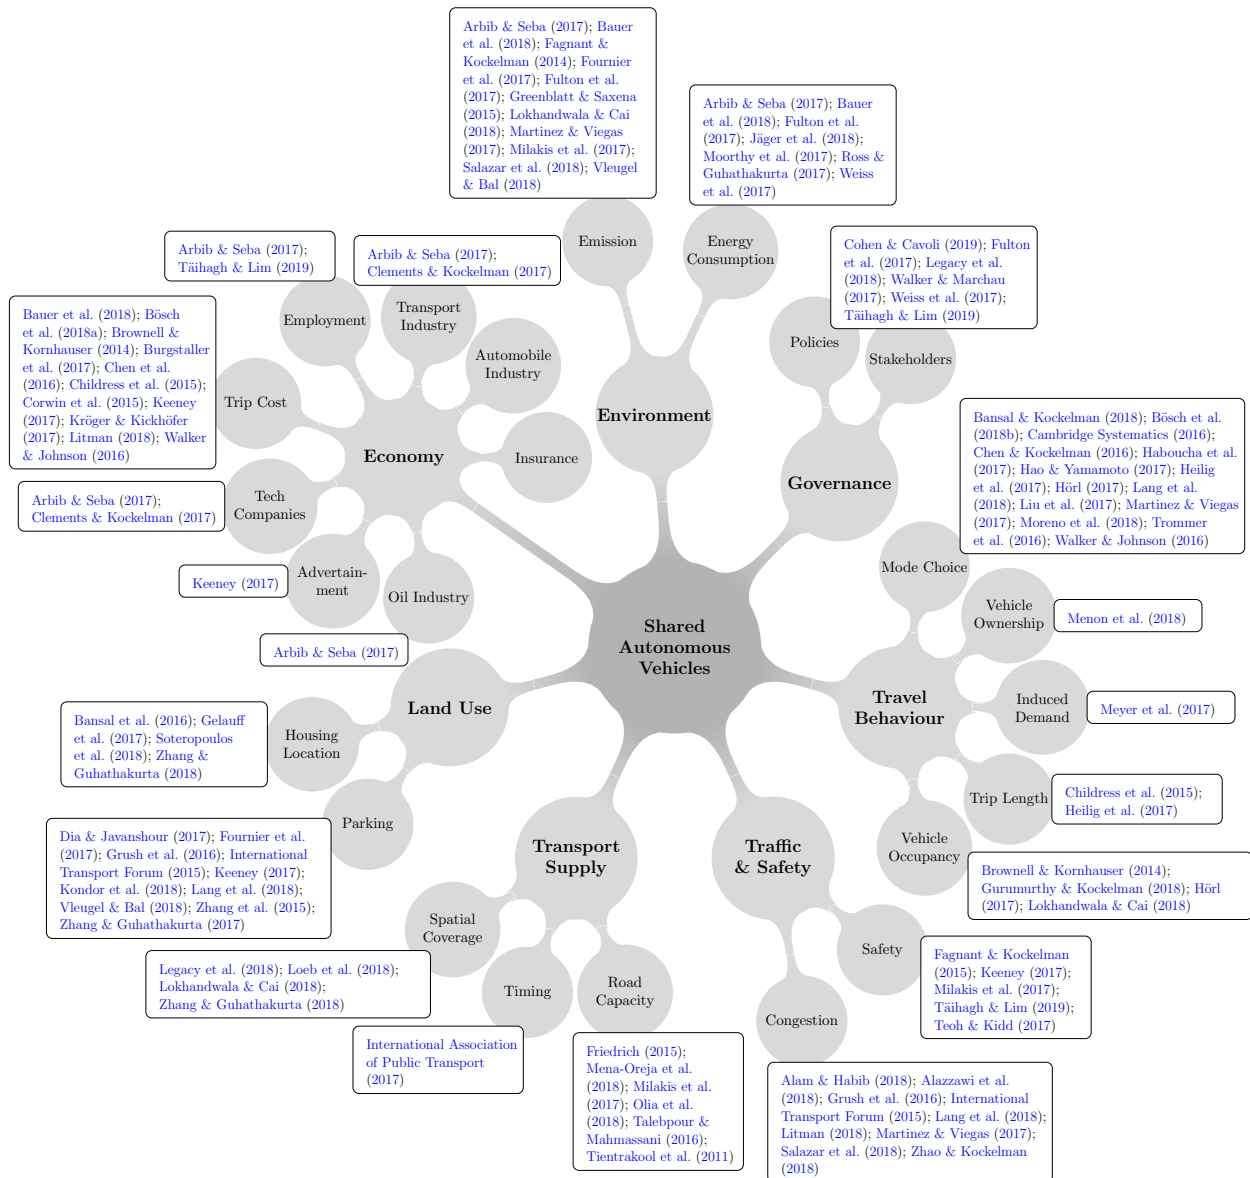 Arbib & Seba (2017); Bauer
et al. (2018); Fagnant &
Kockelman (2014); Fournier
et al. (2017); Fulton et al.
(2017); Greenblatt & Saxena
(2015); Lokhandwala & Cai
(2018); Martinez & Viegas
(2017); Milakis et al. (2017);
Salazar et al. (2018); Vleugel
& Bal (2018)
Emission
Arbib & Seba (2017); Bauer
et al. (2018); Fulton et al.
(2017); Jäger et al. (2018);
Moorthy et al. (2017); Ross &
Guhathakurta (2017); Weiss
et al. (2017)
Energy
Consumption
Environment
Arbib & Seba (2017);
Täihagh & Lim (2019)
Employment
Arbib & Seba (2017);
Clements & Kockelman (2017)
Transport
Industry
Automobile
Industry
Insurance
Bauer et al. (2018); Bösch
et al. (2018a); Brownell &
Kornhauser (2014); Burgstaller
et al. (2017); Chen et al.
(2016); Childress et al. (2015);
Corwin et al. (2015); Keeney
(2017); Kröger & Kickhöfer
(2017); Litman (2018); Walker
& Johnson (2016)
Trip Cost
Economy
Arbib & Seba (2017);
Clements & Kockelman (2017)
Tech
Companies
Keeney (2017)
Advertain-
ment
Oil Industry
Arbib & Seba (2017)
Cohen & Cavoli (2019); Fulton
et al. (2017); Legacy et al.
(2018); Walker & Marchau
(2017); Weiss et al. (2017);
Täihagh & Lim (2019)
Policies
Stakeholders
Governance
Bansal & Kockelman (2018); Bösch et al.
(2018b); Cambridge Systematics (2016);
Chen & Kockelman (2016); Haboucha et al.
(2017); Hao & Yamamoto (2017); Heilig
et al. (2017); Hörl (2017); Lang et al.
(2018); Liu et al. (2017); Martinez & Viegas
(2017); Moreno et al. (2018); Trommer
et al. (2016); Walker & Johnson (2016)
Mode Choice
Vehicle
Ownership
Menon et al. (2018)
Shared
Autonomous
Vehicles
Travel
Behaviour
Induced
Demand
Meyer et al. (2017)
Trip Length
Childress et al. (2015);
Heilig et al. (2017)
Vehicle
Occupancy
Brownell & Kornhauser (2014);
Gurumurthy & Kockelman (2018); Hörl
(2017); Lokhandwala & Cai (2018)
Land Use
Bansal et al. (2016); Gelauff
et al. (2017); Soteropoulos
et al. (2018); Zhang &
Guhathakurta (2018)
Housing
Location
Parking
Dia & Javanshour (2017); Fournier et al.
(2017); Grush et al. (2016); International
Transport Forum (2015); Keeney (2017);
Kondor et al. (2018); Lang et al. (2018);
Vleugel & Bal (2018); Zhang et al. (2015);
Zhang & Guhathakurta (2017)
Transport
Supply
Spatial
Coverage
Legacy et al. (2018); Loeb et al. (2018);
Lokhandwala & Cai (2018);
Zhang & Guhathakurta (2018)
Timing
International Association
of Public Transport
(2017)
Road
Capacity
Friedrich (2015);
Mena-Oreja et al.
(2018); Milakis et al.
(2017); Olia et al.
(2018); Talebpour &
Mahmassani (2016);
Tientrakool et al. (2011)
Traffic
& Safety
Safety
Fagnant & Kockelman
(2015); Keeney (2017);
Milakis et al. (2017);
Täihagh & Lim (2019);
Teoh & Kidd (2017)
Congestion
Alam & Habib (2018); Alazzawi et al.
(2018); Grush et al. (2016); International
Transport Forum (2015); Lang et al. (2018);
Litman (2018); Martinez & Viegas (2017);
Salazar et al. (2018); Zhao & Kockelman
(2018)